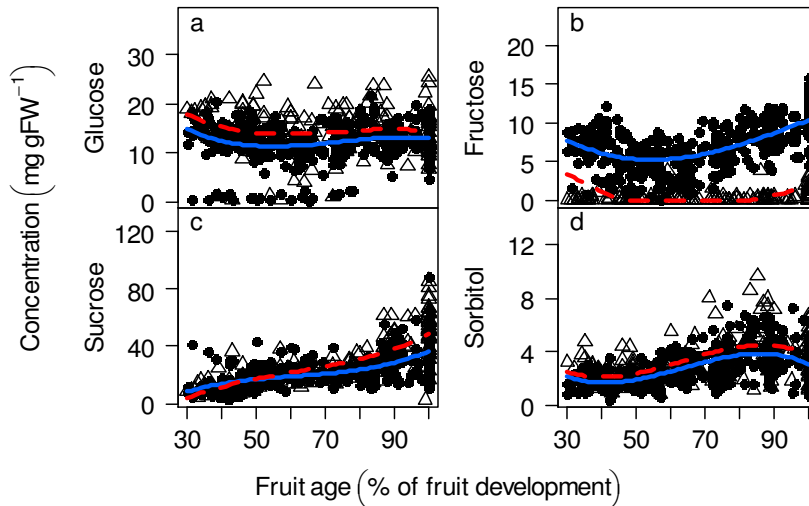 Concentration (mg gFW⁻¹)
a
Glucose
30
20
10
0
b
Fructose
20
15
10
5
0
c
Sucrose
120
80
40
0
30 50 70 90
d
Sorbitol
12
8
4
0
30 50 70 90
Fruit age (% of fruit development)